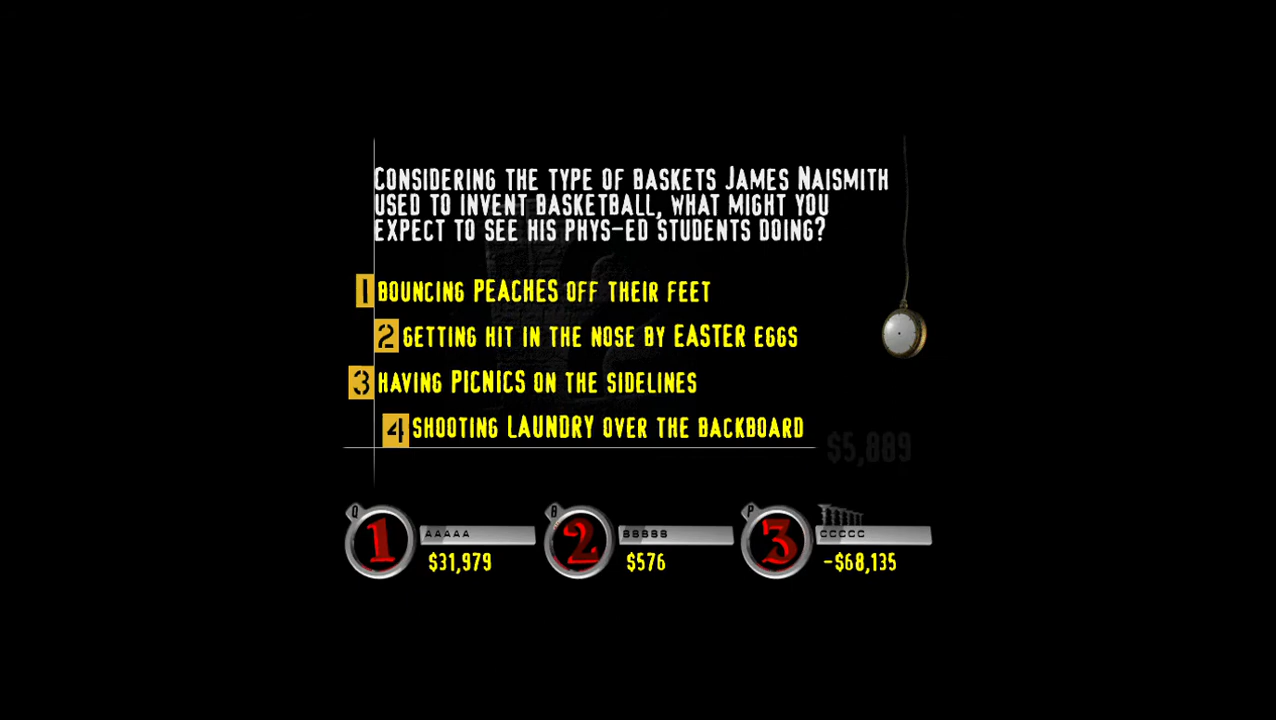 CONSIDERING THE TYPE OF BASKETS JAMES NAISMITH
USED TO INVENT BASKETBALL, WHAT MIGHT YOU
EXPECT TO SEE HIS PHYS-ED STUDENTS DOING?
1 BOUNCING PEACHES OFF THEIR FEET
2 GETTING HIT IN THE NOSE BY EASTER EGGS
3 HAVING PICNICS ON THE SIDELINES
4 SHOOTING LAUNDRY OVER THE BACKBOARD
$5,889
Q 1 AAAAA $31,979
B 2 BBBBB $576
P 3 CCCCC -$68,135